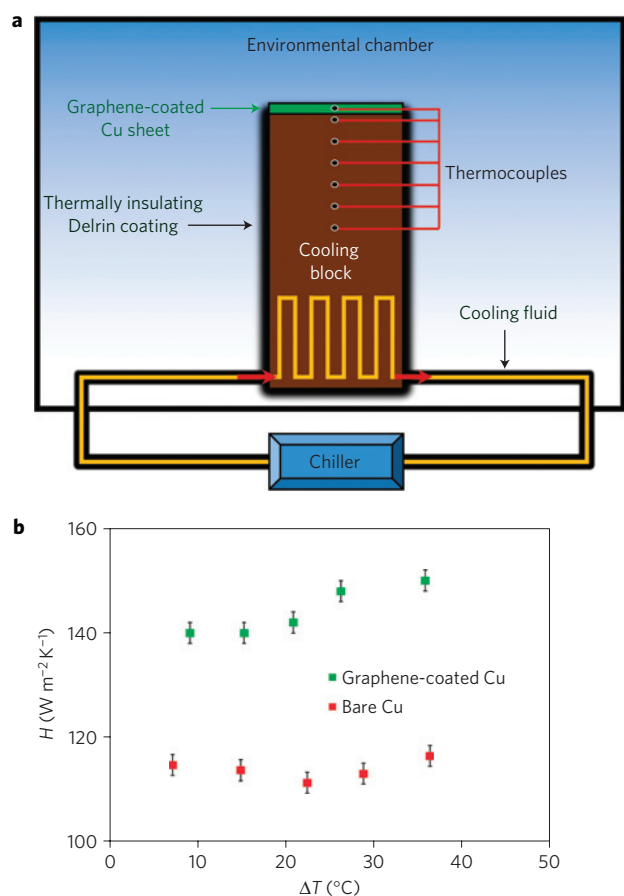 a
Environmental chamber
Graphene-coated
Cu sheet
Thermocouples
Thermally insulating
Delrin coating
Cooling
block
Cooling fluid
Chiller
b
160
140
120
100
H (W m⁻² K⁻¹)
Graphene-coated Cu
Bare Cu
0 10 20 30 40 50
ΔT (°C)